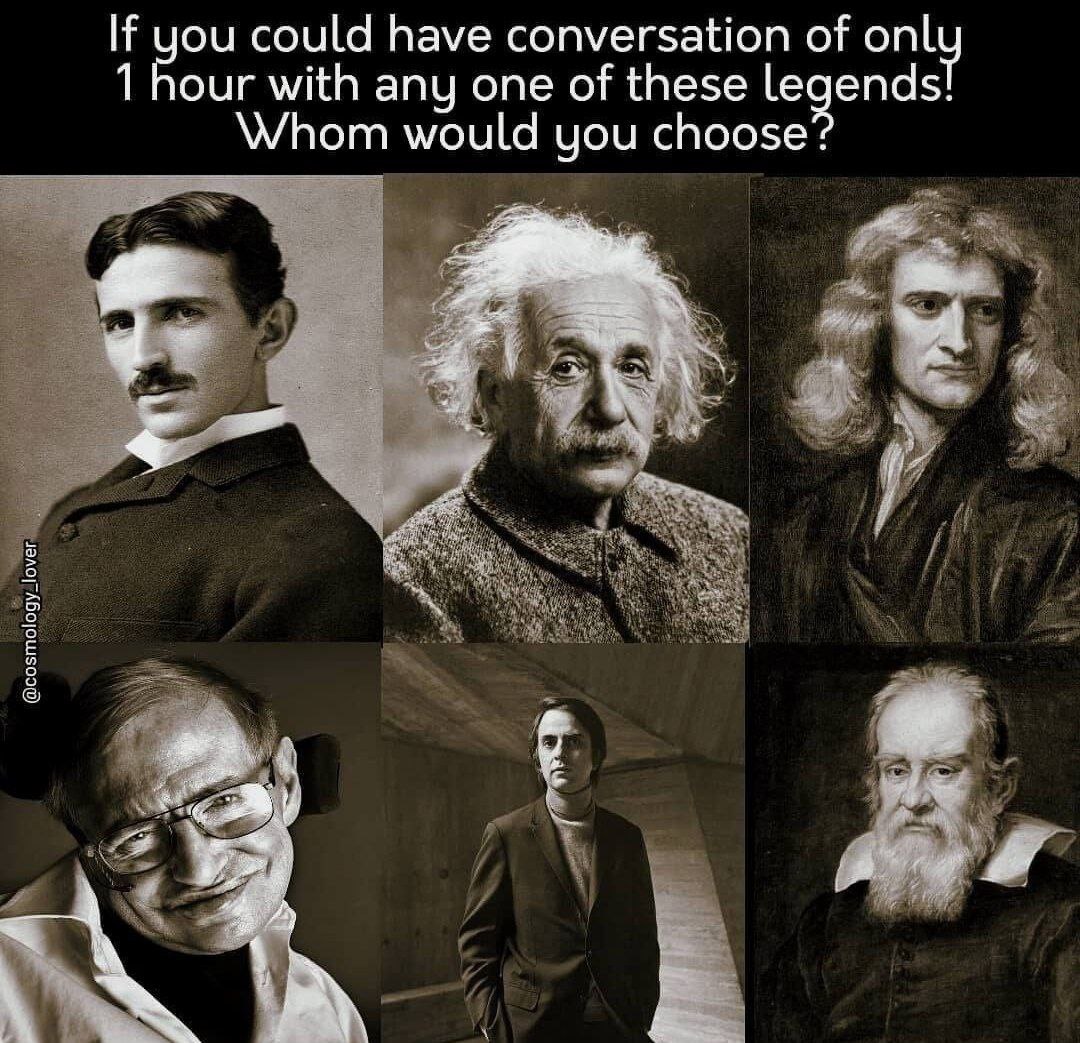 If you could have conversation of only
1 hour with any one of these legends!
Whom would you choose?
@cosmology_lover